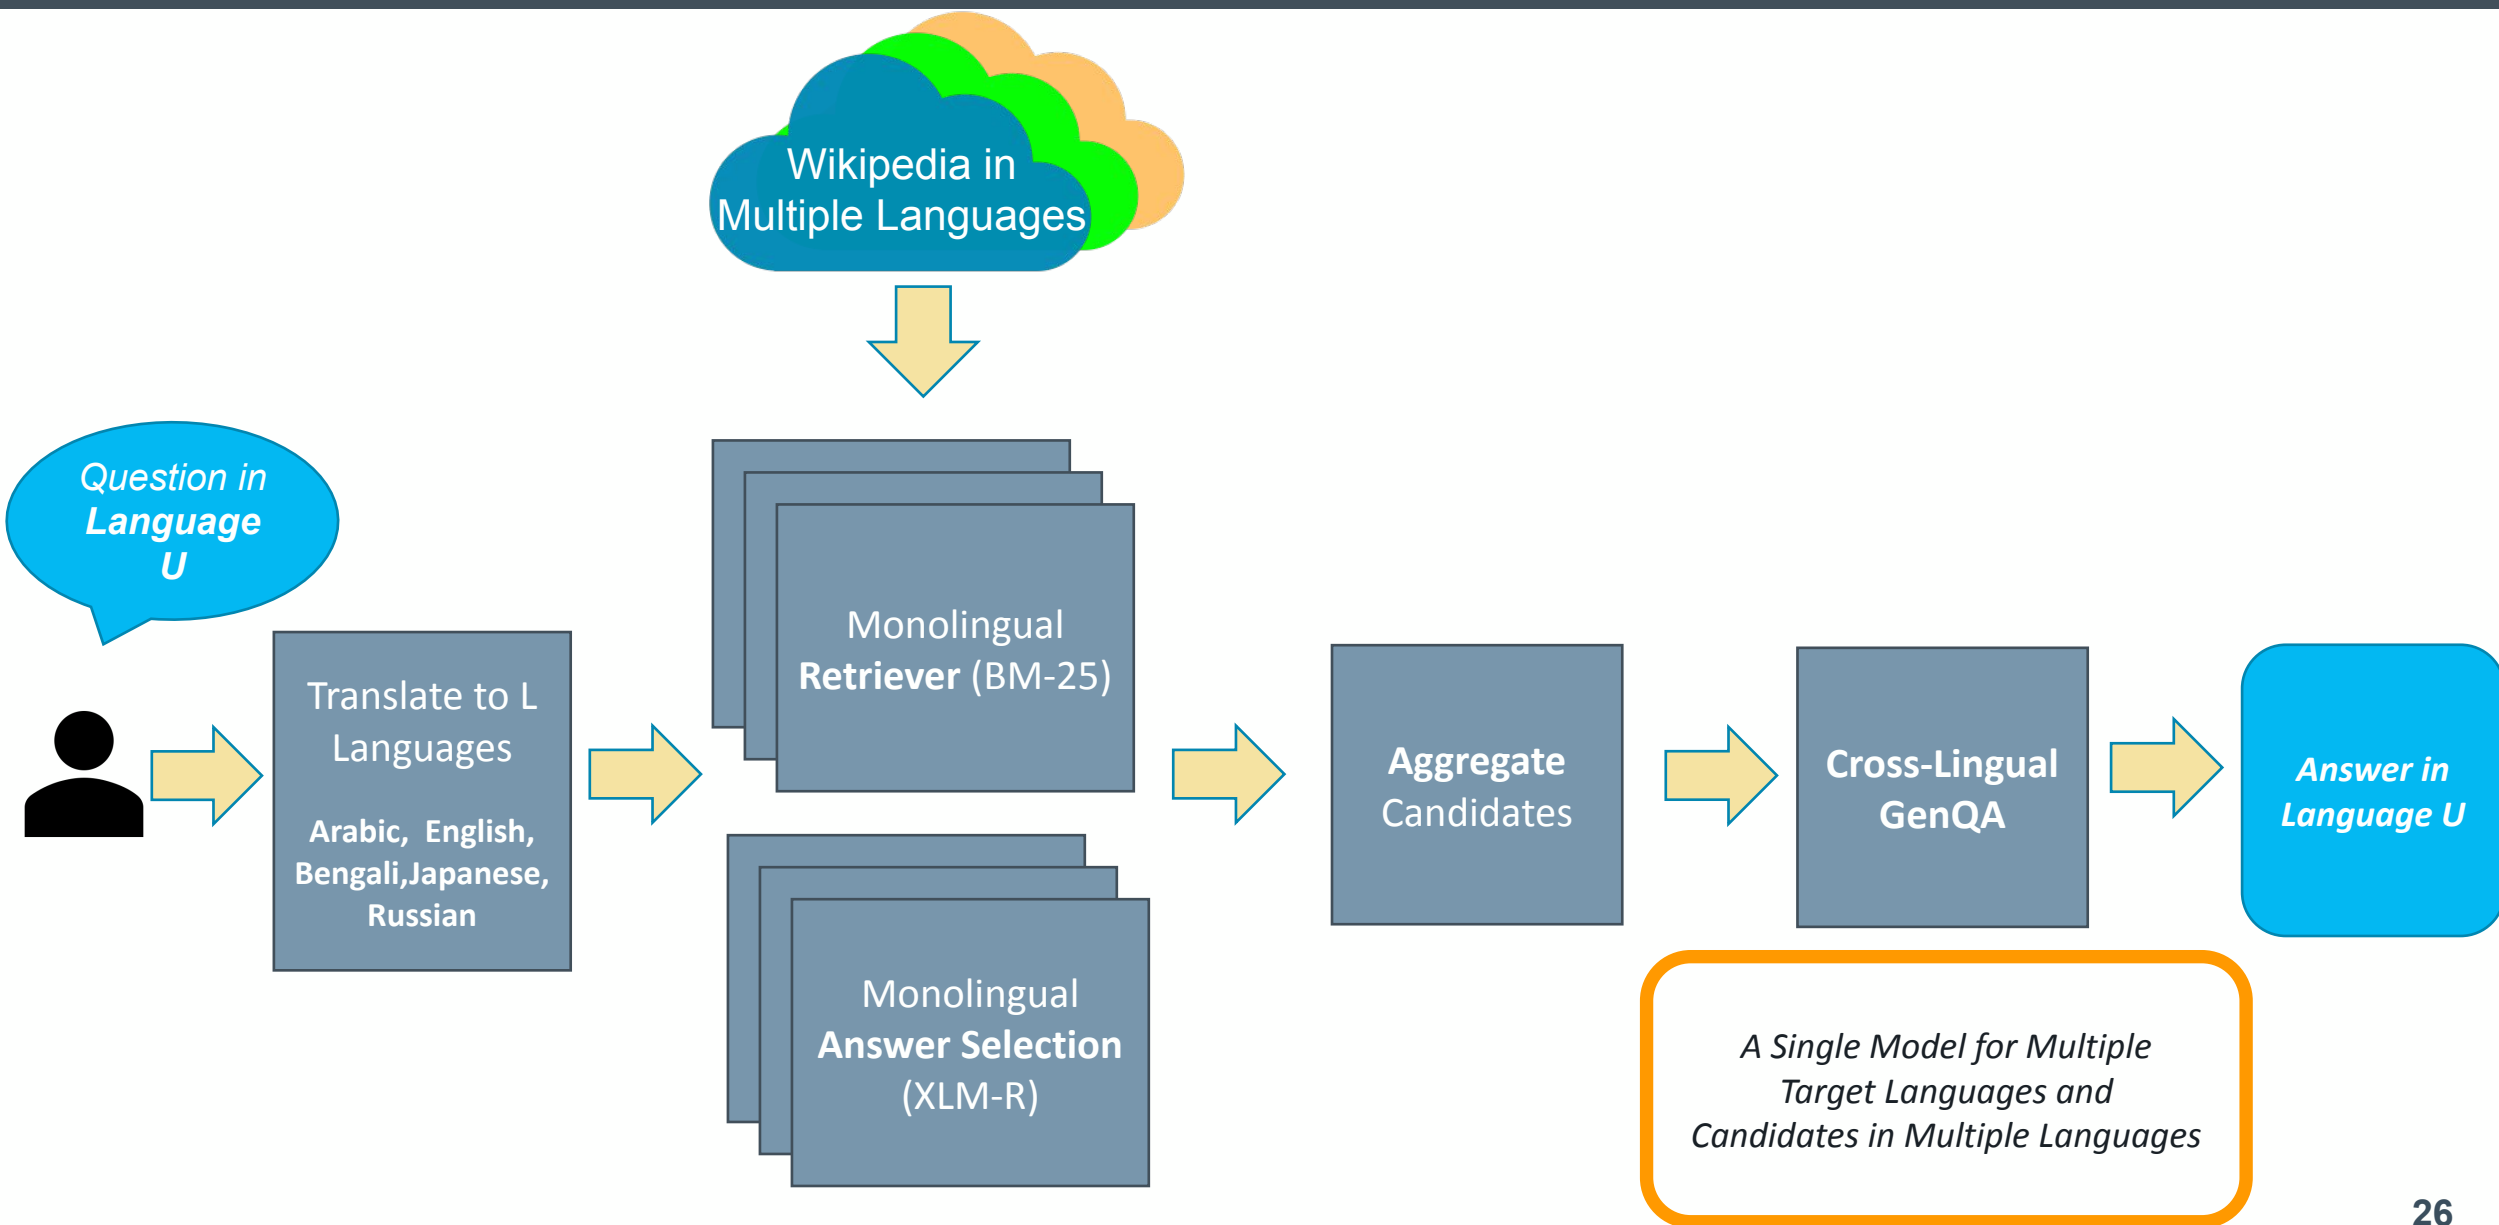 Wikipedia in
Multiple Languages
Question in
Language
U
Translate to L
Languages
Arabic, English,
Bengali,Japanese,
Russian
Monolingual
Retriever (BM-25)
Monolingual
Answer Selection
(XLM-R)
Aggregate
Candidates
Cross-Lingual
GenQA
Answer in
Language U
A Single Model for Multiple
Target Languages and
Candidates in Multiple Languages
26